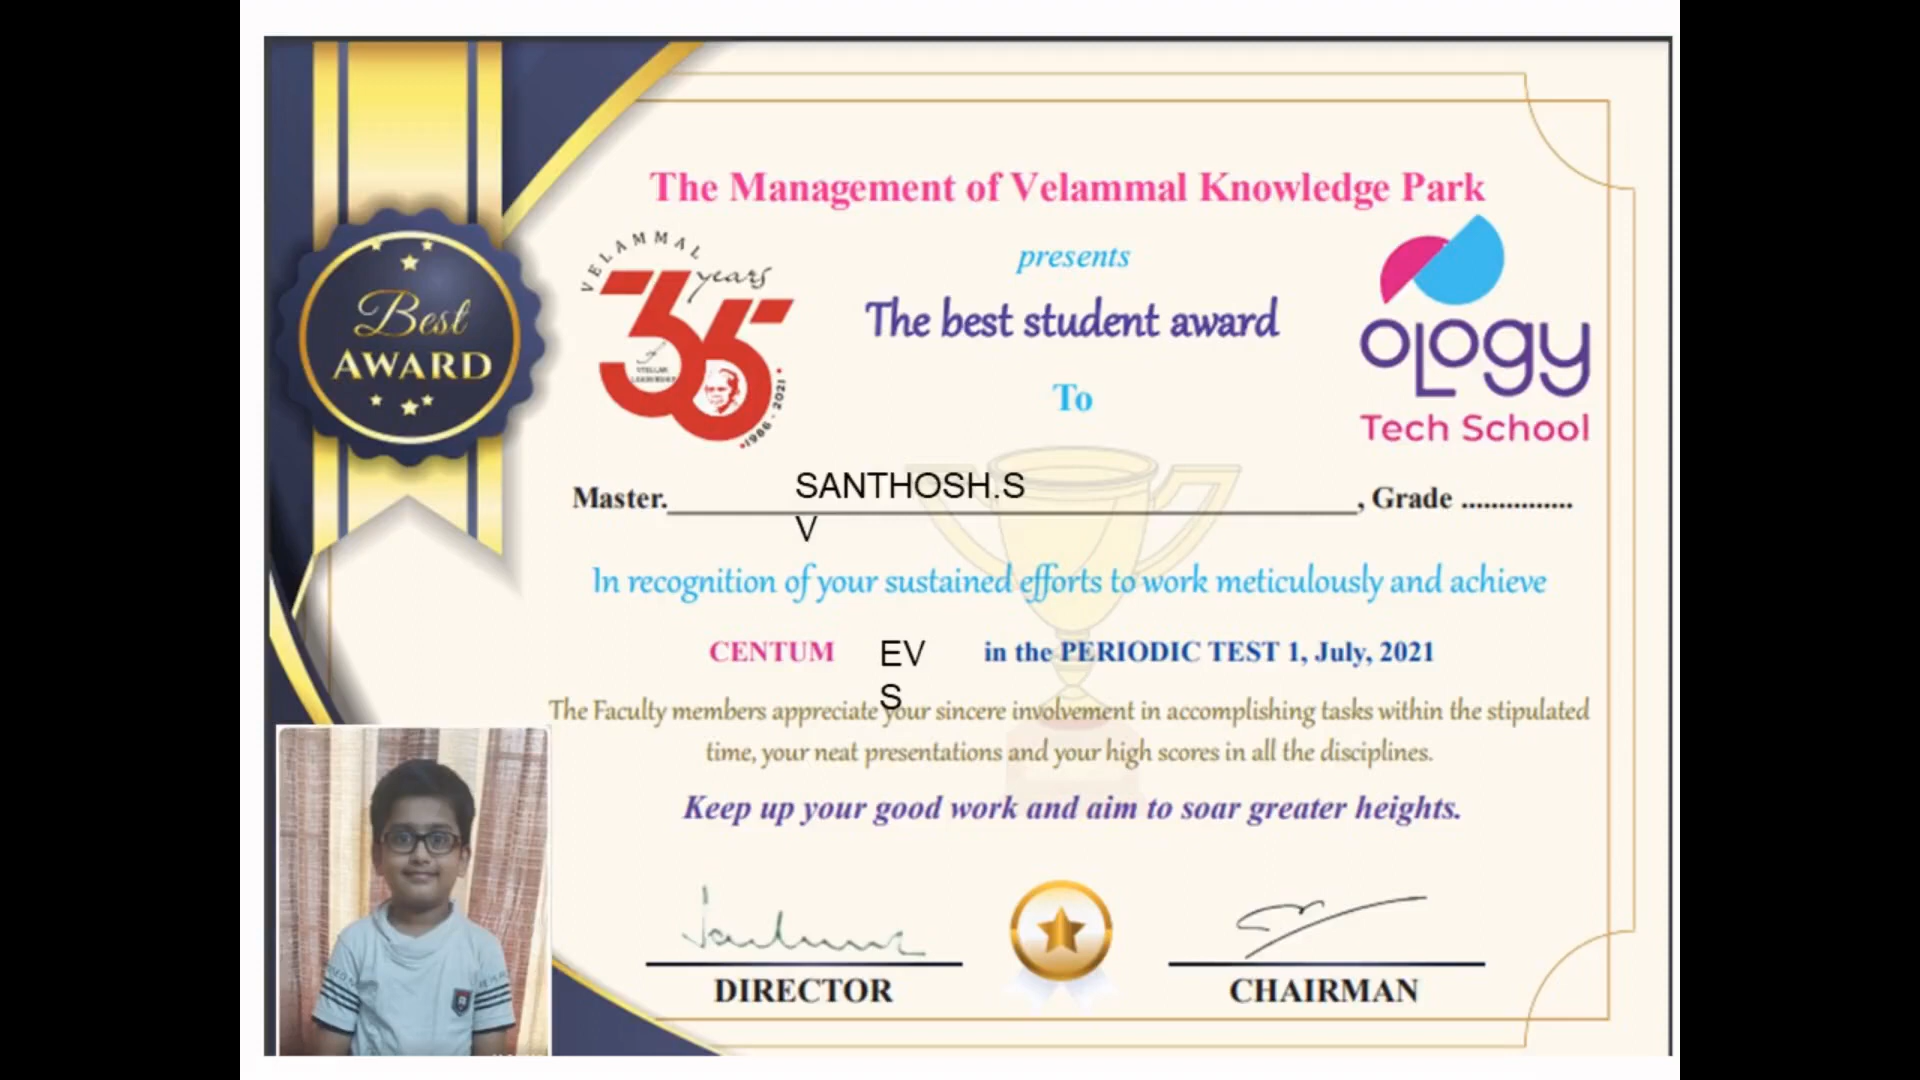 The Management of Velammal Knowledge Park
VELAMMAL
years
35
STELLAR
LEADERSHIP
1986 - 2021
presents
The best student award
To
ology
Tech School
Best
AWARD
Master. SANTHOSH.S
V
, Grade ...............
In recognition of your sustained efforts to work meticulously and achieve
CENTUM EV
S
in the PERIODIC TEST 1, July, 2021
The Faculty members appreciate your sincere involvement in accomplishing tasks within the stipulated
time, your neat presentations and your high scores in all the disciplines.
Keep up your good work and aim to soar greater heights.
DIRECTOR
CHAIRMAN